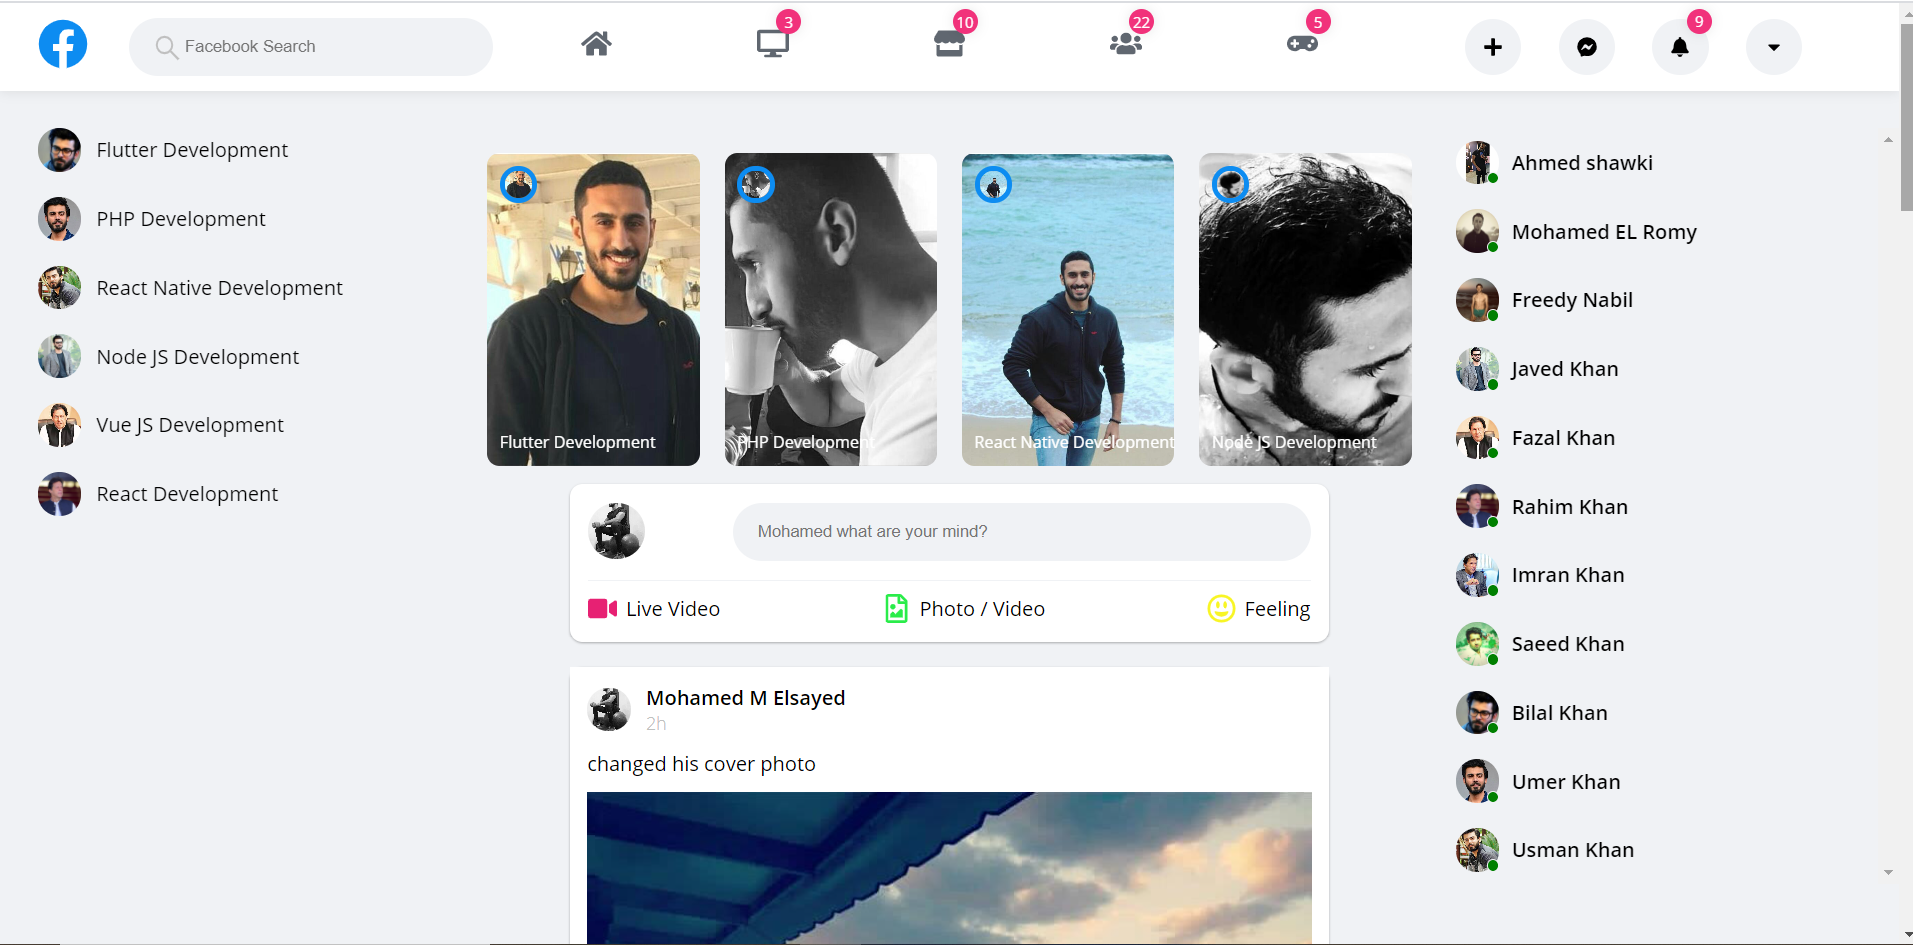 Facebook Search
3
10
22
5
9
Flutter Development
PHP Development
React Native Development
Node JS Development
Vue JS Development
React Development
Flutter Development
PHP Development
React Native Development
Node JS Development
Mohamed what are your mind?
Live Video
Photo / Video
Feeling
Mohamed M Elsayed
2h
changed his cover photo
Ahmed shawki
Mohamed EL Romy
Freedy Nabil
Javed Khan
Fazal Khan
Rahim Khan
Imran Khan
Saeed Khan
Bilal Khan
Umer Khan
Usman Khan